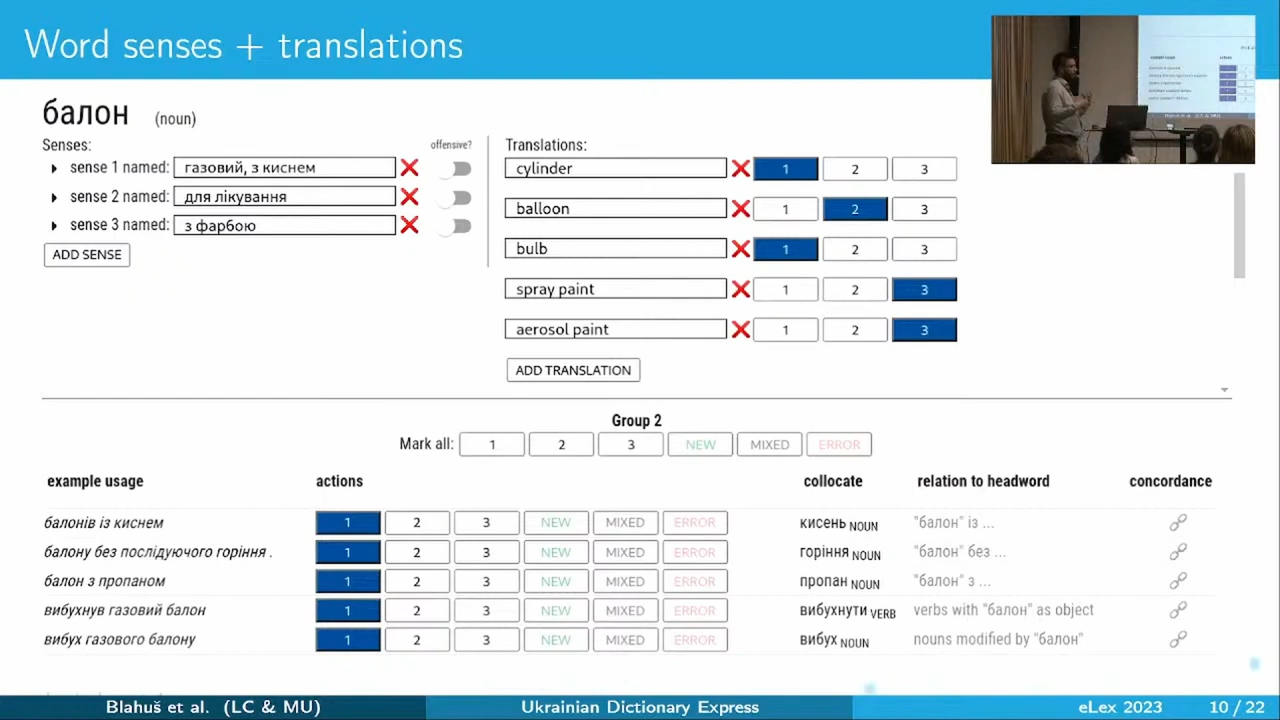 Word senses + translations
балон (noun)
Senses:
offensive?
sense 1 named: газовий, з киснем
sense 2 named: для лікування
sense 3 named: з фарбою
ADD SENSE
Translations:
cylinder 1 2 3
balloon 1 2 3
bulb 1 2 3
spray paint 1 2 3
aerosol paint 1 2 3
ADD TRANSLATION
Group 2
Mark all: 1 2 3 NEW MIXED ERROR
example usage actions collocate relation to headword concordance
балонів із киснем 1 2 3 NEW MIXED ERROR кисень NOUN "балон" із ...
балону без послідуючого горіння . 1 2 3 NEW MIXED ERROR горіння NOUN "балон" без ...
балон з пропаном 1 2 3 NEW MIXED ERROR пропан NOUN "балон" з ...
вибухнув газовий балон 1 2 3 NEW MIXED ERROR вибухнути VERB verbs with "балон" as object
вибух газового балону 1 2 3 NEW MIXED ERROR вибух NOUN nouns modified by "балон"
Blahuš et al. (LC & MU) Ukrainian Dictionary Express eLex 2023 10 / 22